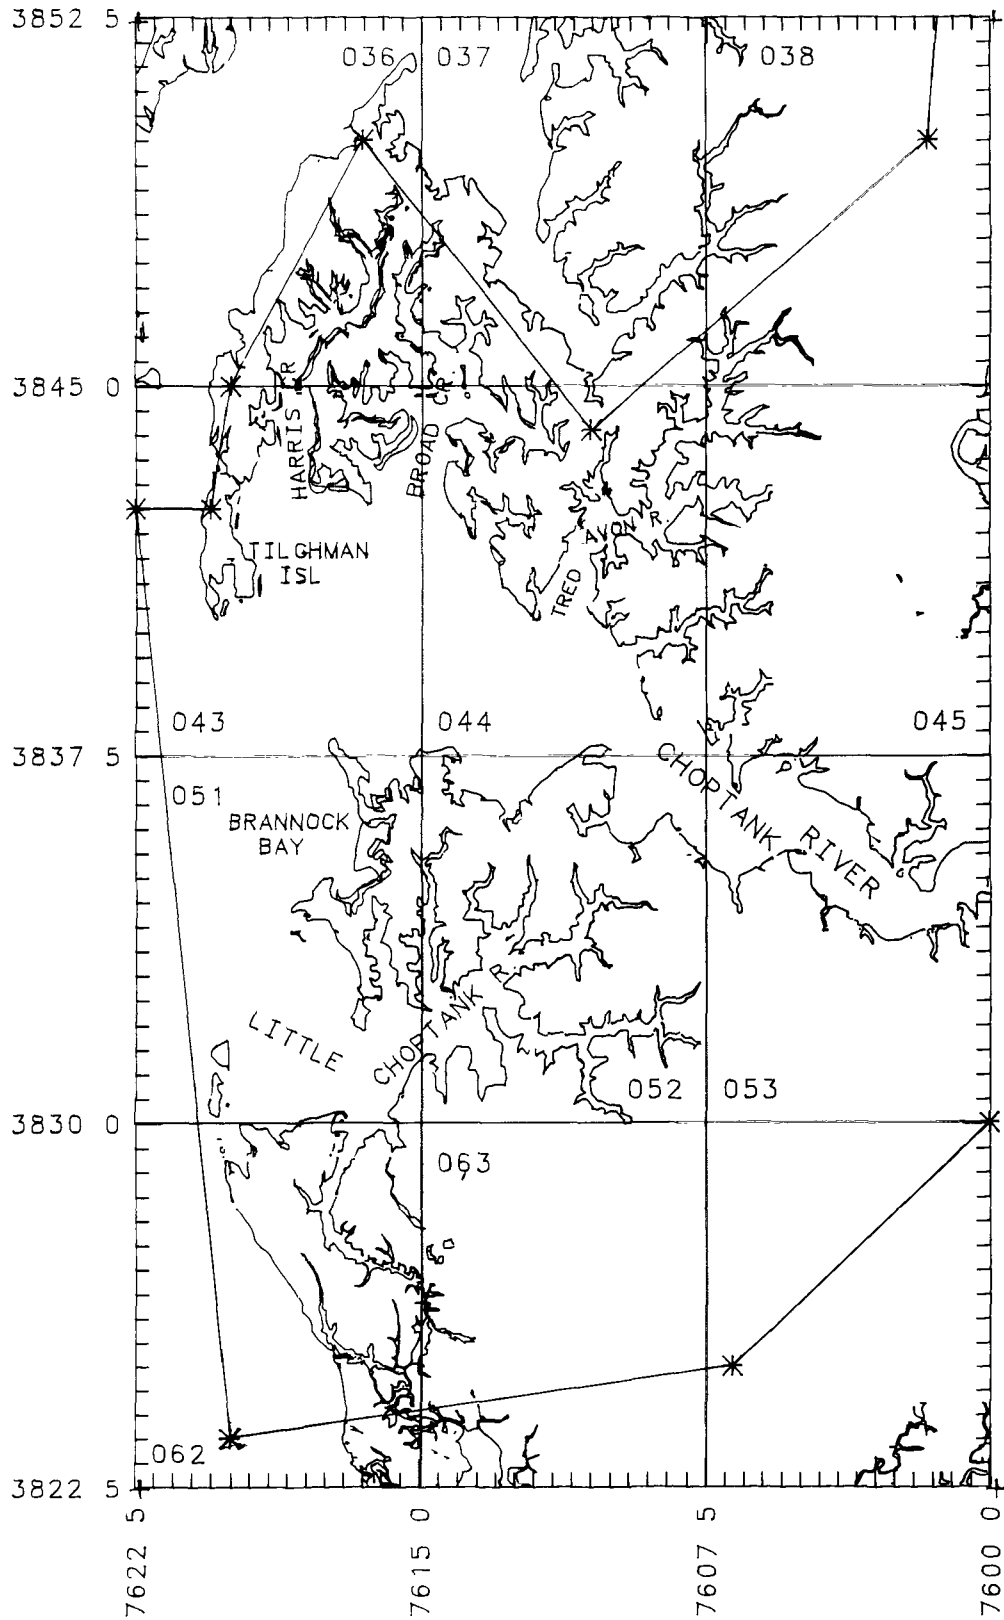 3852 5
036
037
038
3845 0
HARRIS R
BROAD CR
TILGHMAN
ISL
TRED
AVON R.
043
044
045
3837 5
051
BRANNOCK
BAY
CHOPTANK
RIVER
LITTLE
CHOPTANK R.
052
053
3830 0
063
062
3822 5
7622 5
7615 0
7607 5
7600 0